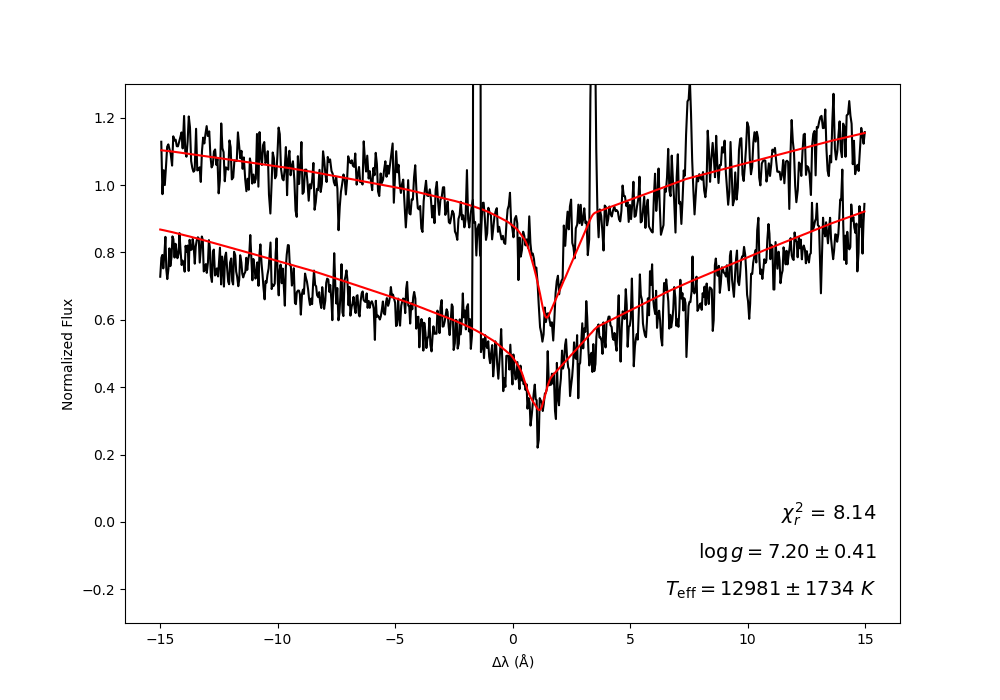 1.2
1.0
0.8
0.6
0.4
0.2
0.0
−0.2
Normalized Flux
χ²ᵣ = 8.14
log g = 7.20 ± 0.41
T_eff = 12981 ± 1734 K
−15 −10 −5 0 5 10 15
Δλ (Å)